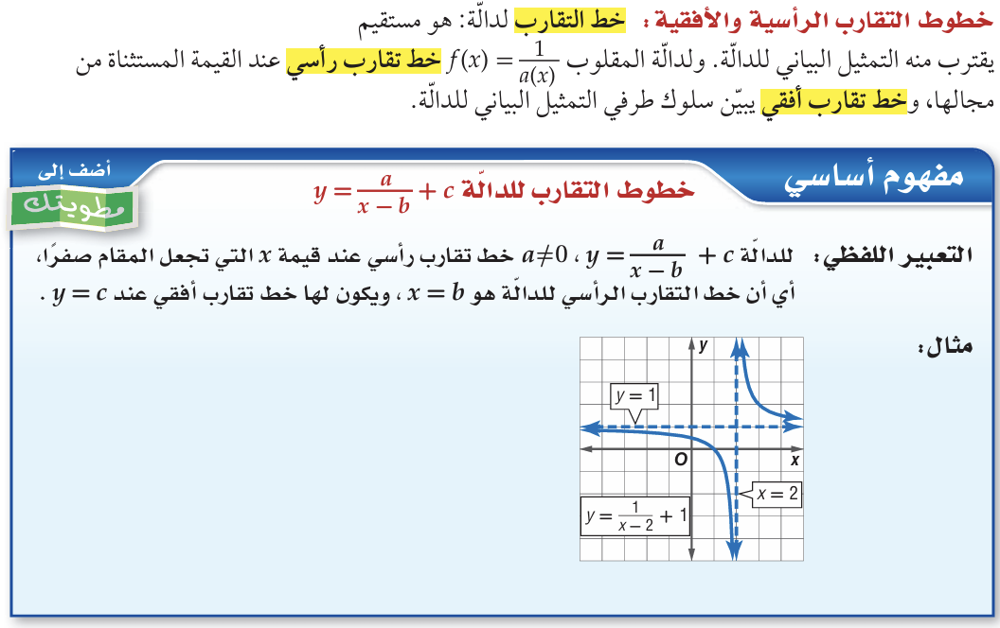 خطوط التقارب الرأسية والأفقية: خط التقارب لدالّة: هو مستقيم
يقترب منه التمثيل البياني للدالّة. ولدالّة المقلوب f(x) = 1/a(x) خط تقارب رأسي عند القيمة المستثناة من
مجالها، وخط تقارب أفقي يبيّن سلوك طرفي التمثيل البياني للدالّة.
مفهوم أساسي
خطوط التقارب للدالّة y = a/(x − b) + c
أضف إلى
مطويتك
التعبير اللفظي: للدالّة y = a/(x − b) + c ، a≠0 خط تقارب رأسي عند قيمة x التي تجعل المقام صفرًا،
أي أن خط التقارب الرأسي للدالّة هو x = b ، ويكون لها خط تقارب أفقي عند y = c .
مثال:
y
y = 1
O
x
x = 2
y = 1/(x − 2) + 1